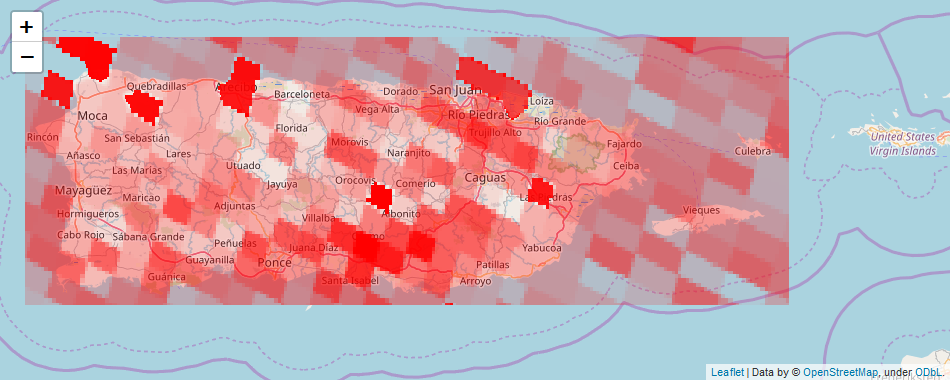 +
−
Quebradillas
Arecibo
Barceloneta
Dorado
San Juan
Loíza
Moca
Vega Alta
Río Piedras
Río Grande
Florida
Trujillo Alto
Rincón
San Sebastián
Morovis
Fajardo
United States
Virgin Islands
Añasco
Lares
Naranjito
Culebra
Las Marías
Utuado
Ceiba
Mayagüez
Jayuya
Orocovis
Comerío
Caguas
Maricao
Adjuntas
Aibonito
Las Piedras
Hormigueros
Villalba
Vieques
Cabo Rojo
Sábana Grande
Peñuelas
Juana Díaz
Yabucoa
Guayanilla
Ponce
Patillas
Guánica
Santa Isabel
Arroyo
Leaflet | Data by © OpenStreetMap, under ODbL.